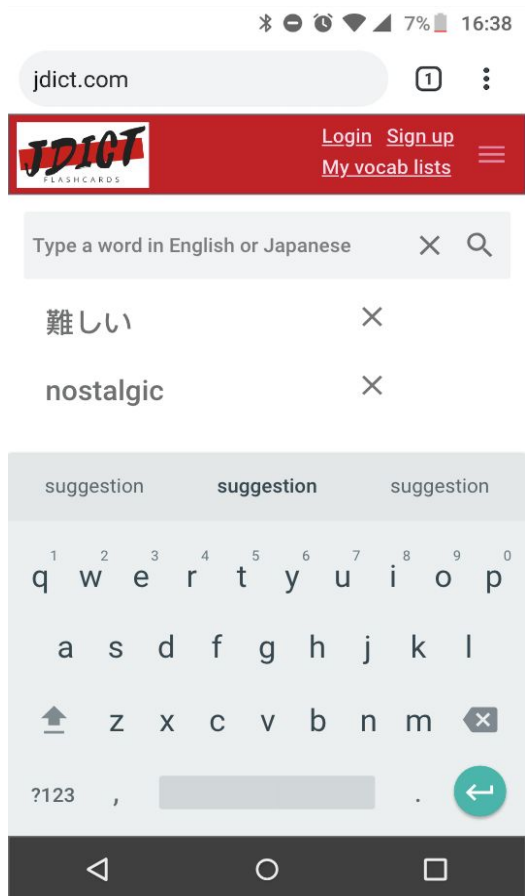 7% 16:38
jdict.com 1
JDICT
FLASHCARDS
Login Sign up
My vocab lists
Type a word in English or Japanese
難しい
nostalgic
suggestion suggestion suggestion
1 2 3 4 5 6 7 8 9 0
q w e r t y u i o p
a s d f g h j k l
z x c v b n m
?123 , .